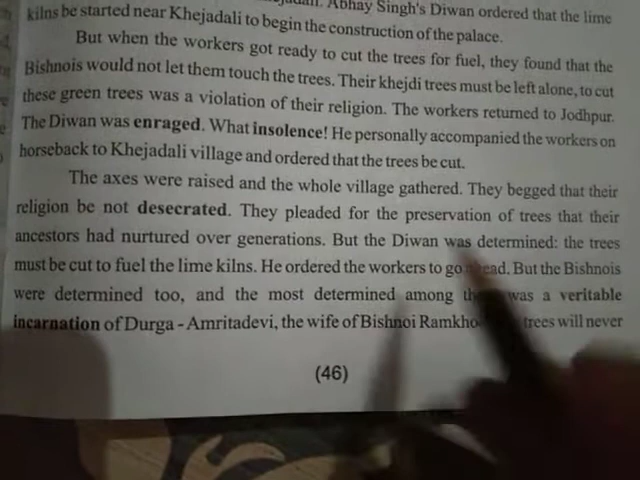 Abhay Singh's Diwan ordered that the lime
kilns be started near Khejadali to begin the construction of the palace.
But when the workers got ready to cut the trees for fuel, they found that the
Bishnois would not let them touch the trees. Their khejdi trees must be left alone, to cut
these green trees was a violation of their religion. The workers returned to Jodhpur.
The Diwan was enraged. What insolence! He personally accompanied the workers on
horseback to Khejadali village and ordered that the trees be cut.
The axes were raised and the whole village gathered. They begged that their
religion be not desecrated. They pleaded for the preservation of trees that their
ancestors had nurtured over generations. But the Diwan was determined: the trees
must be cut to fuel the lime kilns. He ordered the workers to go But the Bishnois
were determined too, and the most determined among was a veritable
incarnation of Durga - Amritadevi, the wife of Bishnoi trees will never
(46)